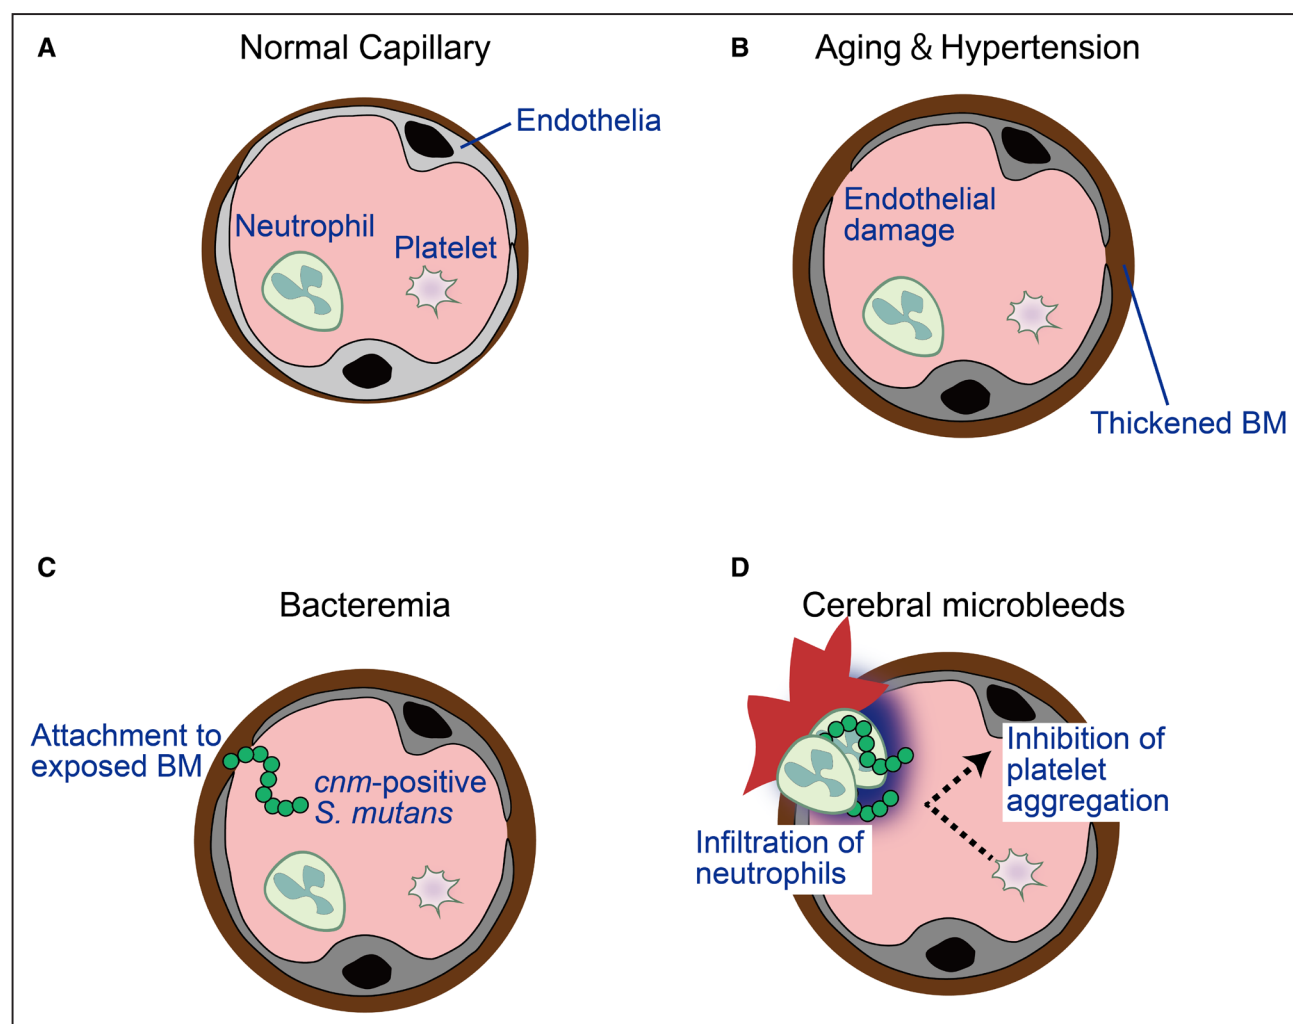 A
Normal Capillary
Endothelia
Neutrophil
Platelet
B
Aging & Hypertension
Endothelial
damage
Thickened BM
C
Bacteremia
Attachment to
exposed BM
cnm-positive
S. mutans
D
Cerebral microbleeds
Inhibition of
platelet
aggregation
Infiltration of
neutrophils